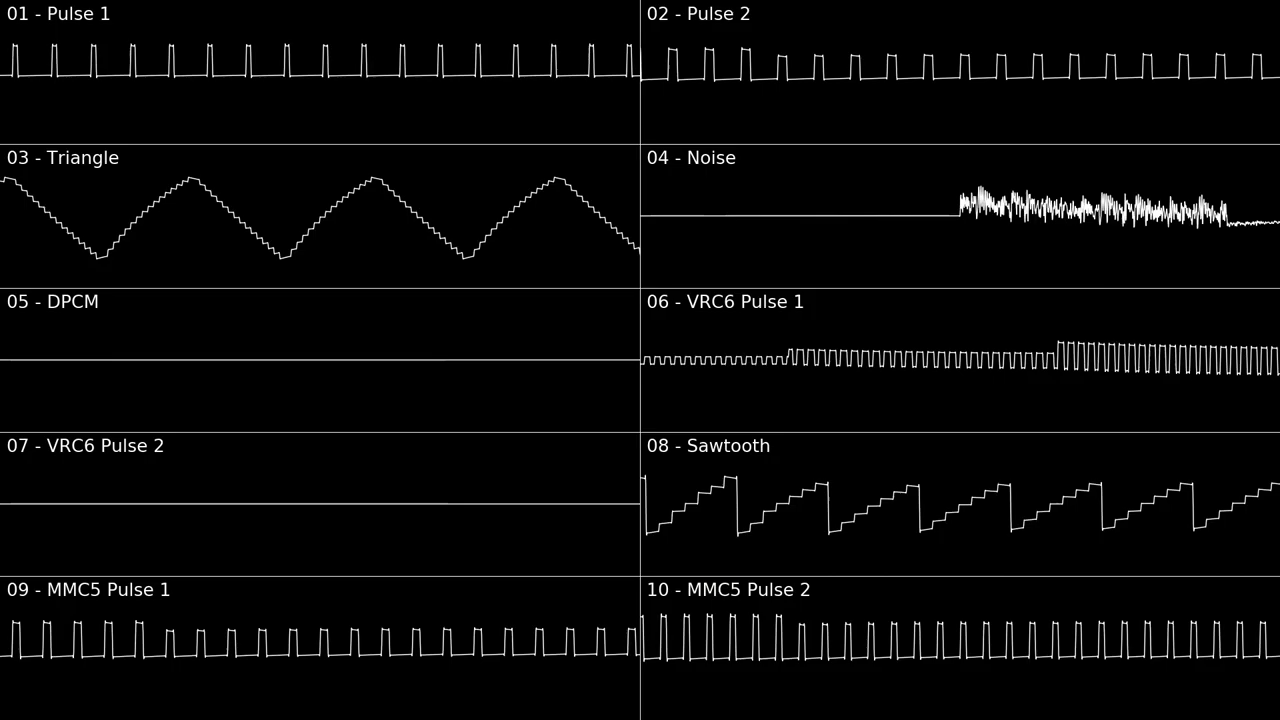 01 - Pulse 1
02 - Pulse 2
03 - Triangle
04 - Noise
05 - DPCM
06 - VRC6 Pulse 1
07 - VRC6 Pulse 2
08 - Sawtooth
09 - MMC5 Pulse 1
10 - MMC5 Pulse 2